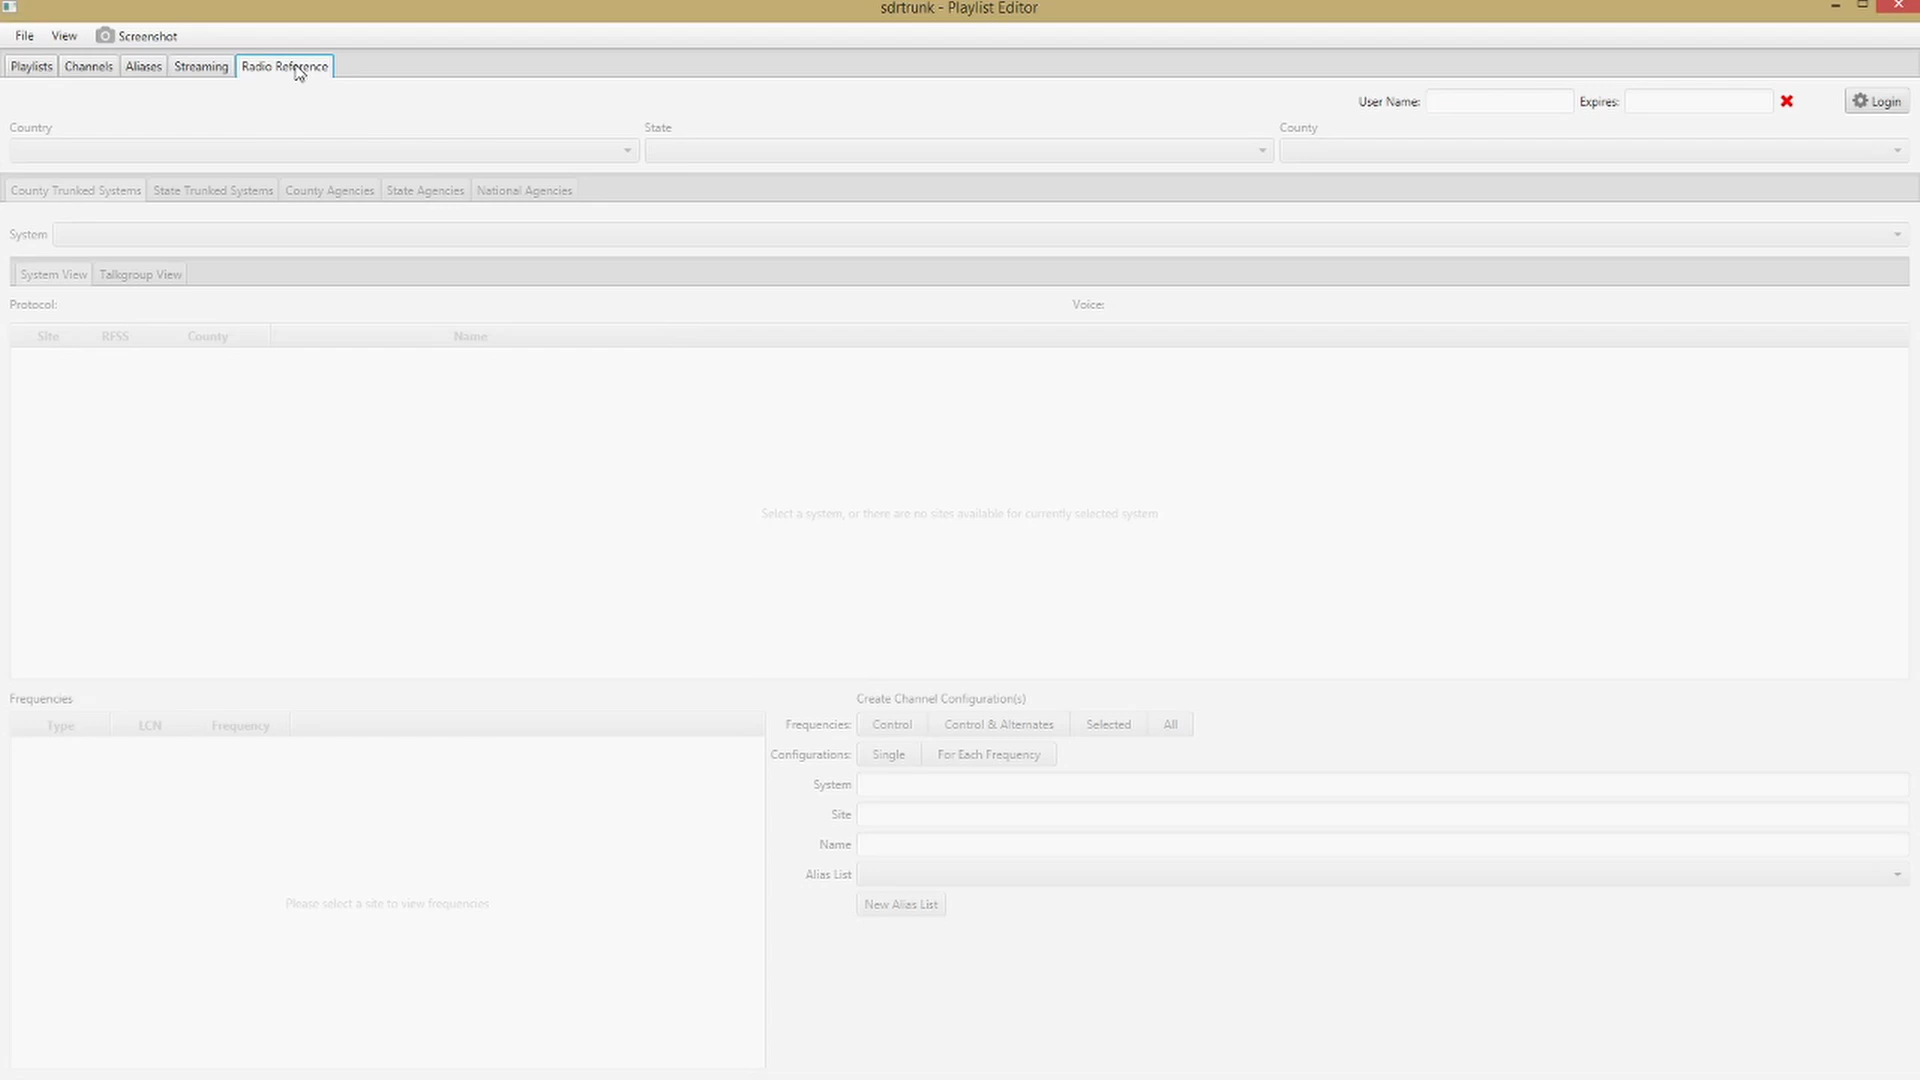 sdrtrunk - Playlist Editor
File View Screenshot
Playlists Channels Aliases Streaming Radio Reference
User Name: Expires: Login
Country State County
County Trunked Systems State Trunked Systems County Agencies State Agencies National Agencies
System
System View Talkgroup View
Protocol: Voice:
Site RFSS County Name
Select a system, or there are no sites available for currently selected system
Frequencies Create Channel Configuration(s)
Type LCN Frequency Frequencies: Control Control & Alternates Selected All
Configurations: Single For Each Frequency
System
Site
Name
Alias List
Please select a site to view frequencies New Alias List